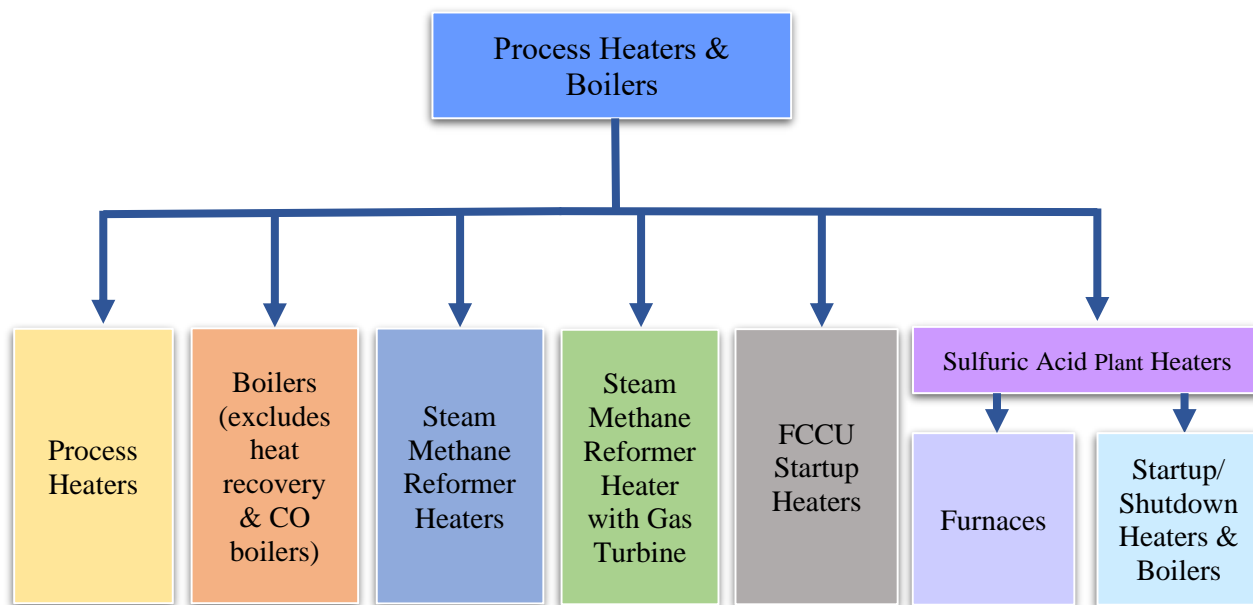 Process Heaters &
Boilers
Process
Heaters
Boilers
(excludes
heat
recovery
& CO
boilers)
Steam
Methane
Reformer
Heaters
Steam
Methane
Reformer
Heater
with Gas
Turbine
FCCU
Startup
Heaters
Sulfuric Acid Plant Heaters
Furnaces
Startup/
Shutdown
Heaters &
Boilers